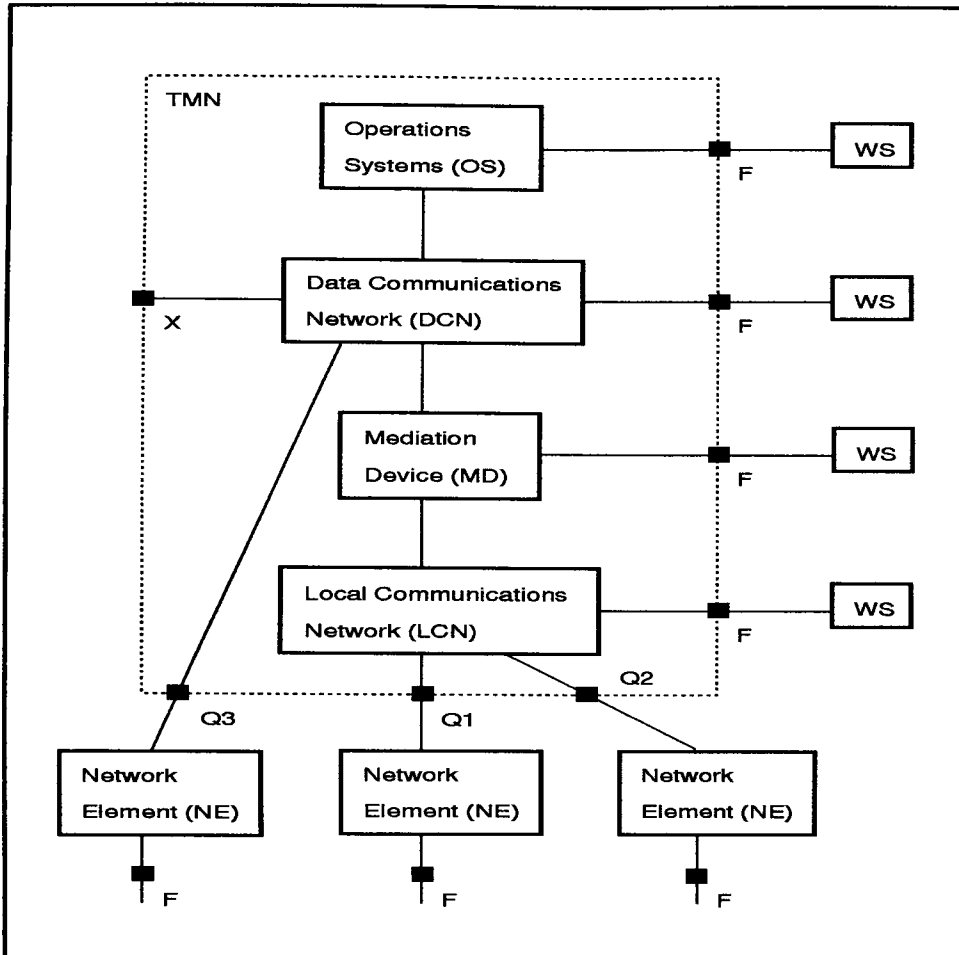 TMN
Operations
Systems (OS)
WS
F
Data Communications
Network (DCN)
WS
X
F
Mediation
Device (MD)
WS
F
Local Communications
Network (LCN)
WS
F
Q2
Q3
Q1
Network
Element (NE)
Network
Element (NE)
Network
Element (NE)
F
F
F